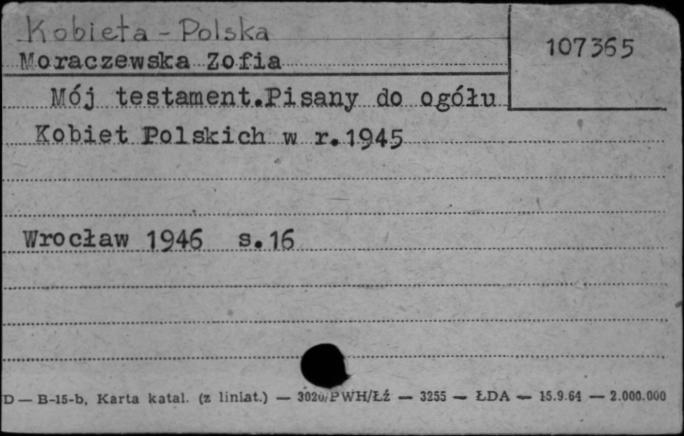 Kobieta - Polska
107365
Moraczewska Zofia
Mój testament.Pisany do ogółu
Kobiet Polskich w r.1945
Wrocław 1946 s.16
D — B-15-b, Karta katal. (z liniat.) — 3020/PWH/Łź — 3255 — ŁDA — 15.9.64 — 2.000.000